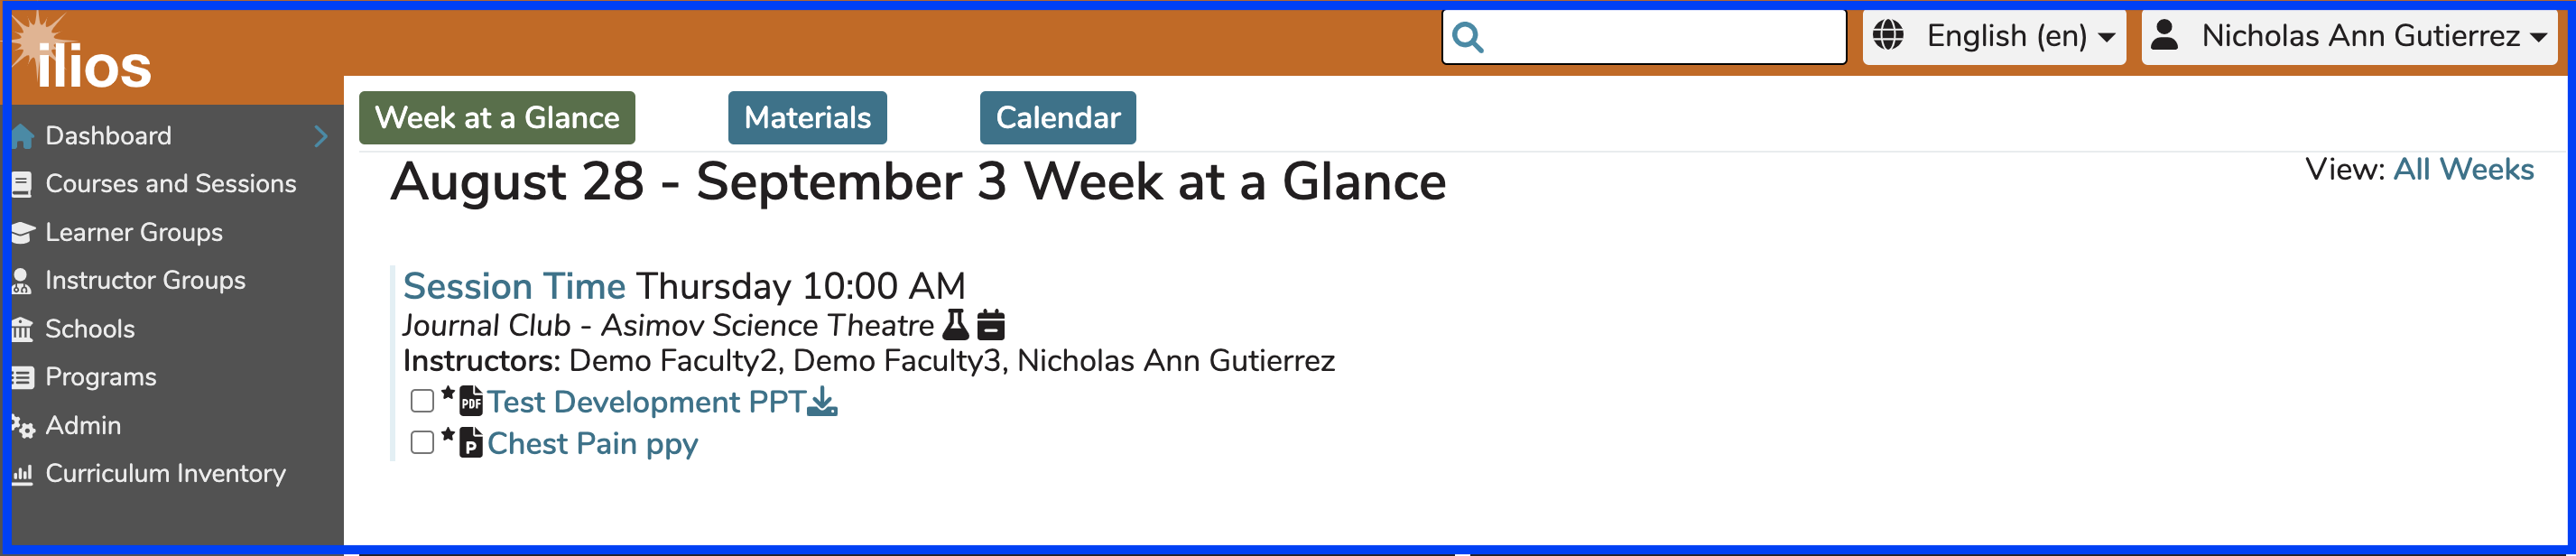 ilios
English (en)
Nicholas Ann Gutierrez
Dashboard
Courses and Sessions
Learner Groups
Instructor Groups
Schools
Programs
Admin
Curriculum Inventory
Week at a Glance
Materials
Calendar
August 28 - September 3 Week at a Glance
View: All Weeks
Session Time Thursday 10:00 AM
Journal Club - Asimov Science Theatre
Instructors: Demo Faculty2, Demo Faculty3, Nicholas Ann Gutierrez
PDF Test Development PPT
P Chest Pain ppy